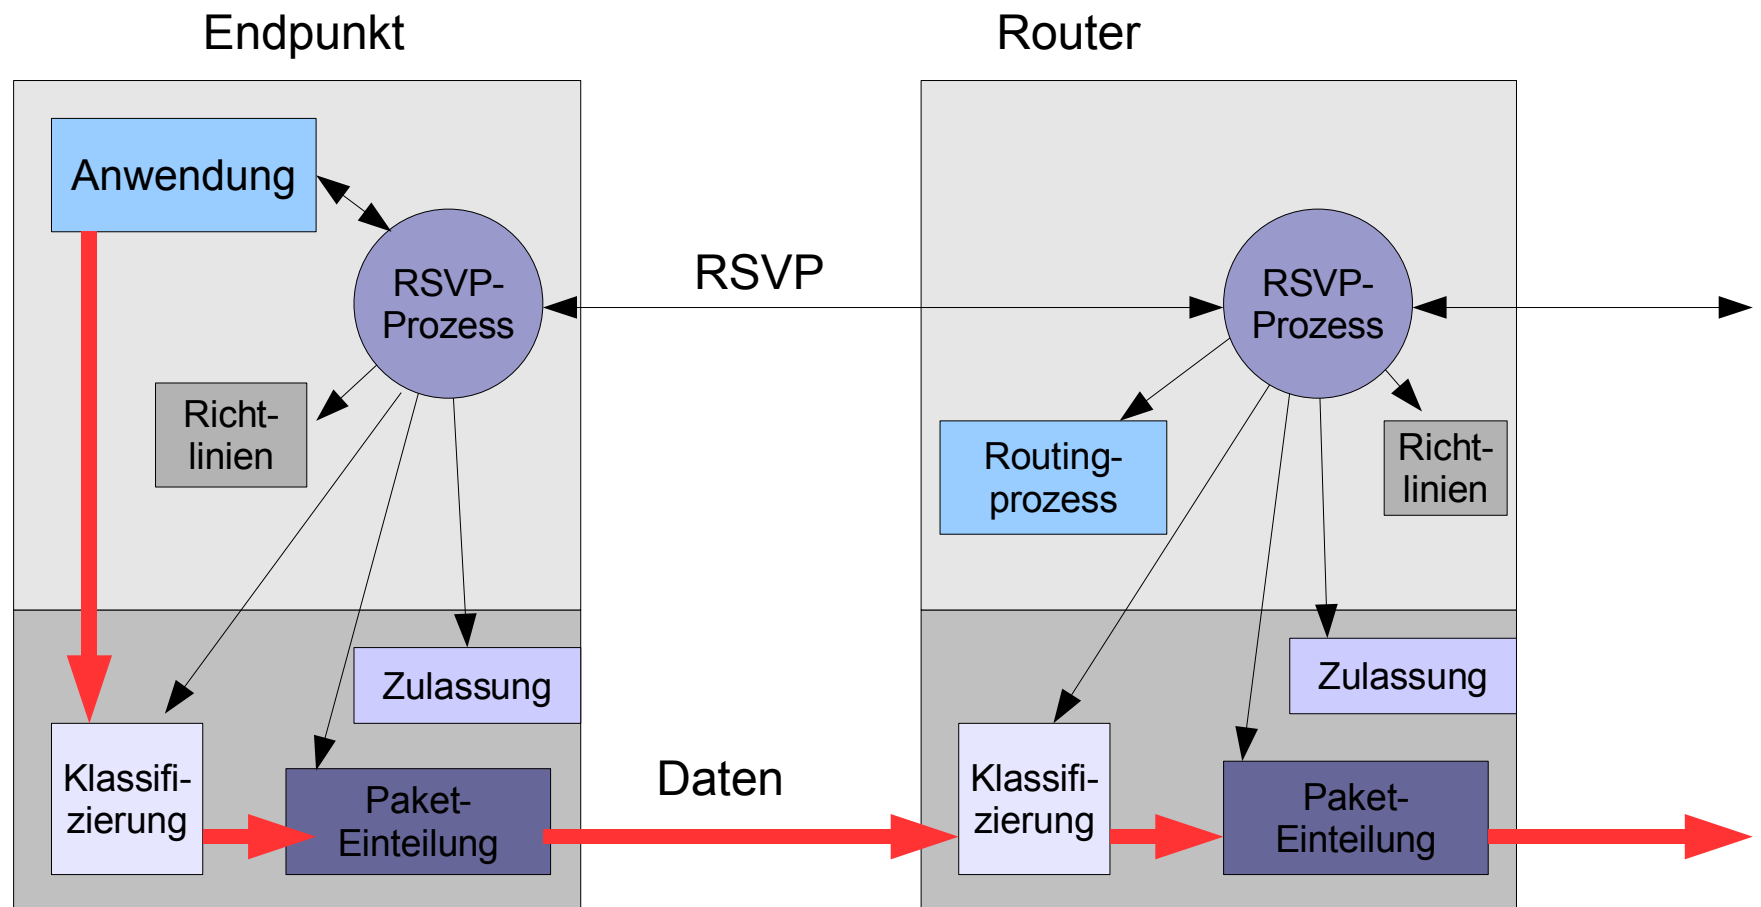 Endpunkt
Router
Anwendung
RSVP-
Prozess
RSVP
RSVP-
Prozess
Richt-
linien
Routing-
prozess
Richt-
linien
Zulassung
Zulassung
Klassifi-
zierung
Paket-
Einteilung
Daten
Klassifi-
zierung
Paket-
Einteilung